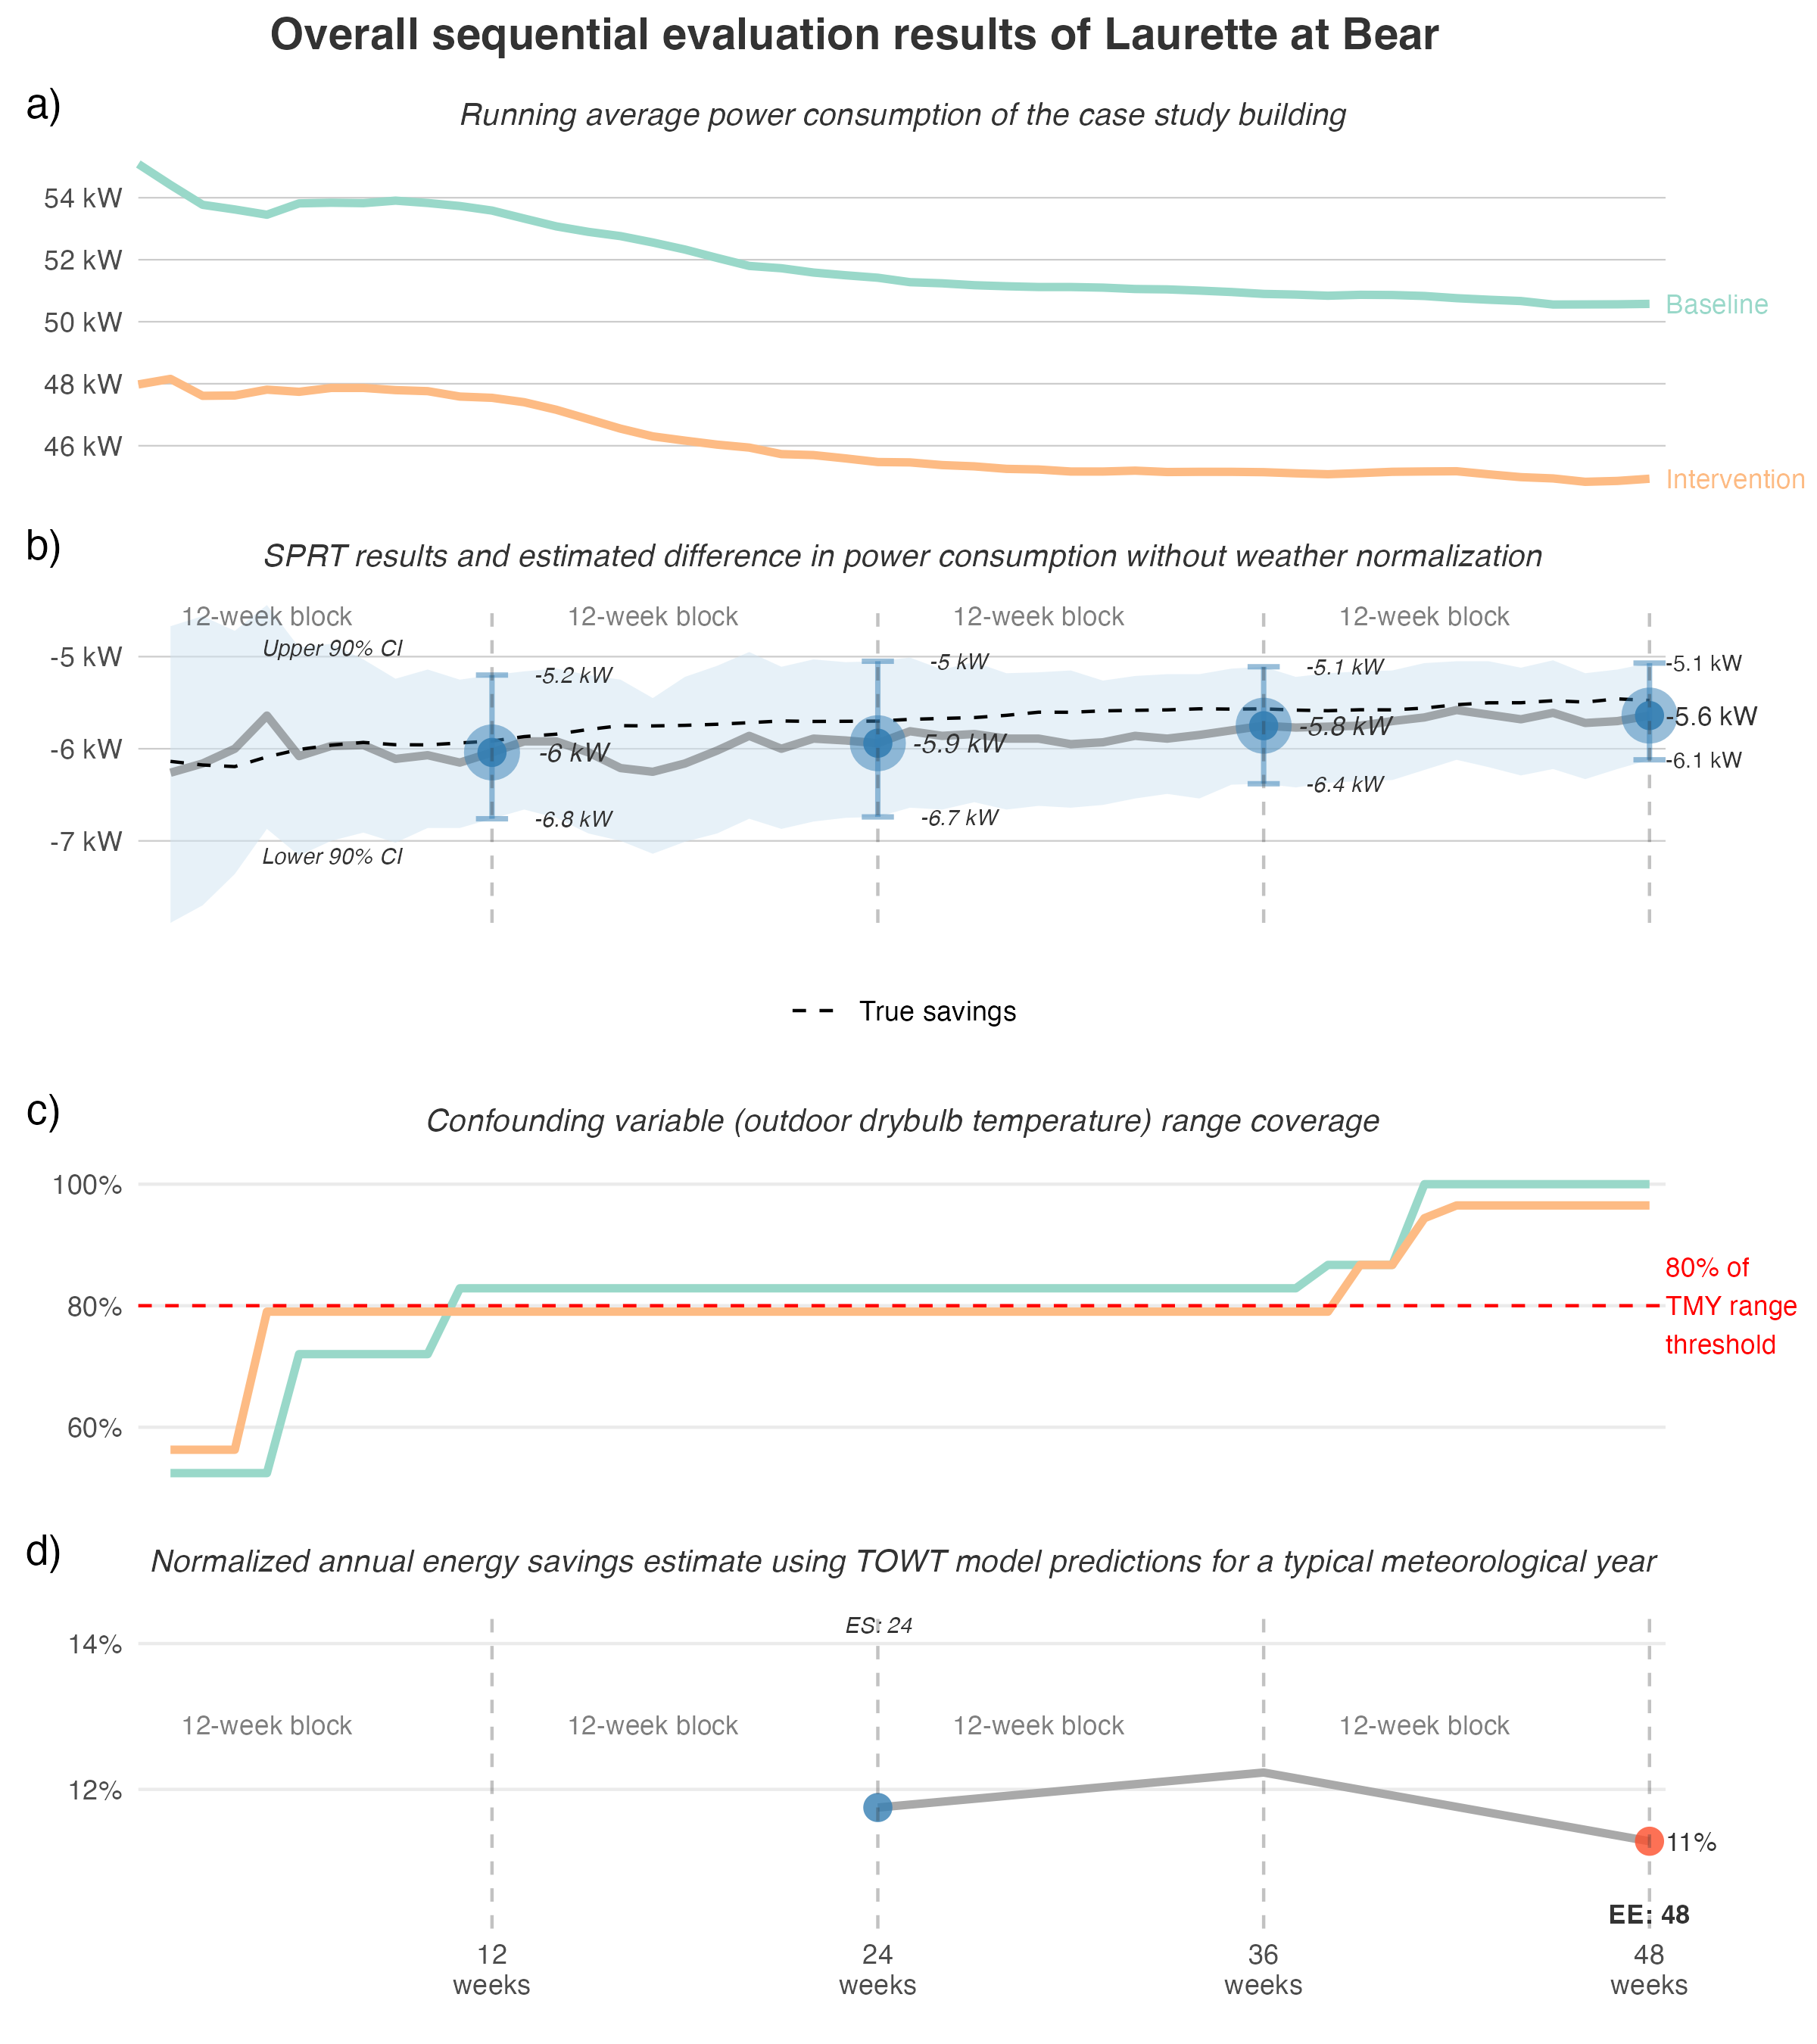 Overall sequential evaluation results of Laurette at Bear
a)
Running average power consumption of the case study building
54 kW
52 kW
50 kW
48 kW
46 kW
Baseline
Intervention
b)
SPRT results and estimated difference in power consumption without weather normalization
12-week block
12-week block
12-week block
12-week block
Upper 90% CI
-5 kW
-6 kW
-7 kW
-5.2 kW
-5 kW
-5.1 kW
-5.1 kW
-6 kW
-5.9 kW
-5.8 kW
-5.6 kW
-6.8 kW
-6.7 kW
-6.4 kW
-6.1 kW
Lower 90% CI
True savings
c)
Confounding variable (outdoor drybulb temperature) range coverage
100%
80%
60%
80% of
TMY range
threshold
d)
Normalized annual energy savings estimate using TOWT model predictions for a typical meteorological year
ES: 24
14%
12-week block
12-week block
12-week block
12-week block
12%
11%
EE: 48
12
weeks
24
weeks
36
weeks
48
weeks